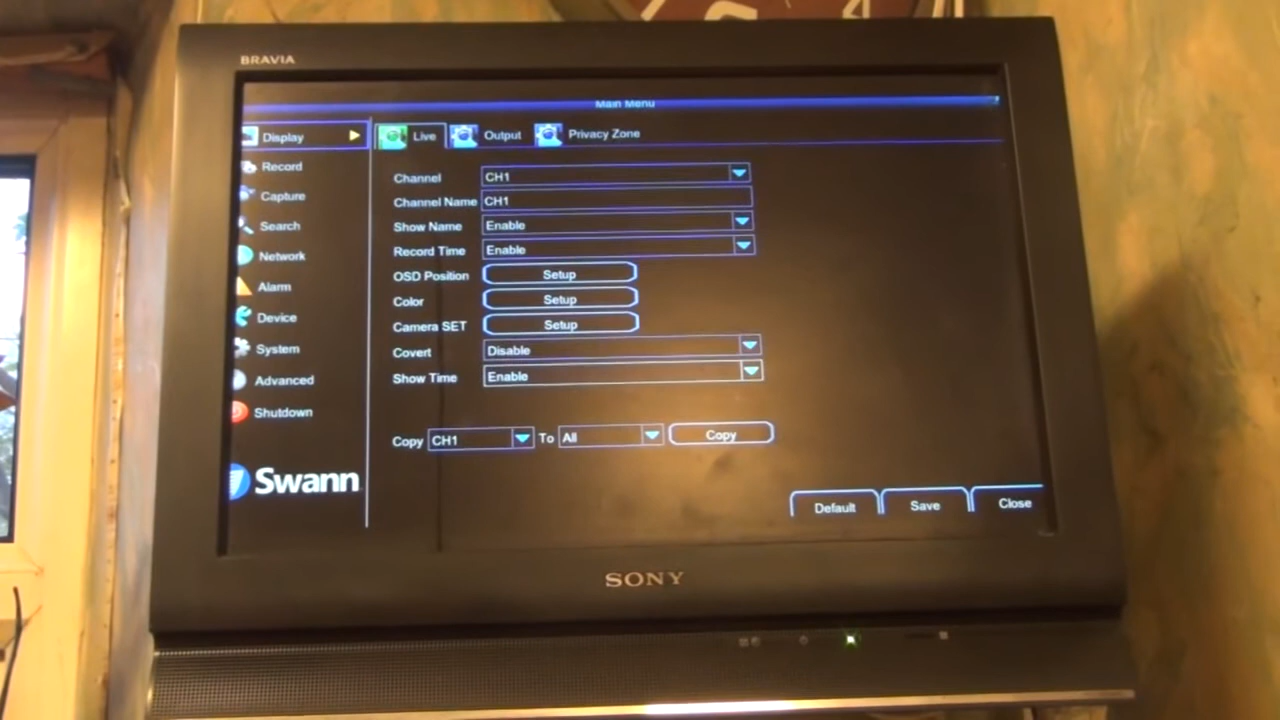 BRAVIA
Main Menu
Display
Live
Output
Privacy Zone
Record
Capture
Search
Network
Alarm
Device
System
Advanced
Shutdown
Swann
Channel CH1
Channel Name CH1
Show Name Enable
Record Time Enable
OSD Position Setup
Color Setup
Camera SET Setup
Covert Disable
Show Time Enable
Copy CH1 To All Copy
Default Save Close
SONY